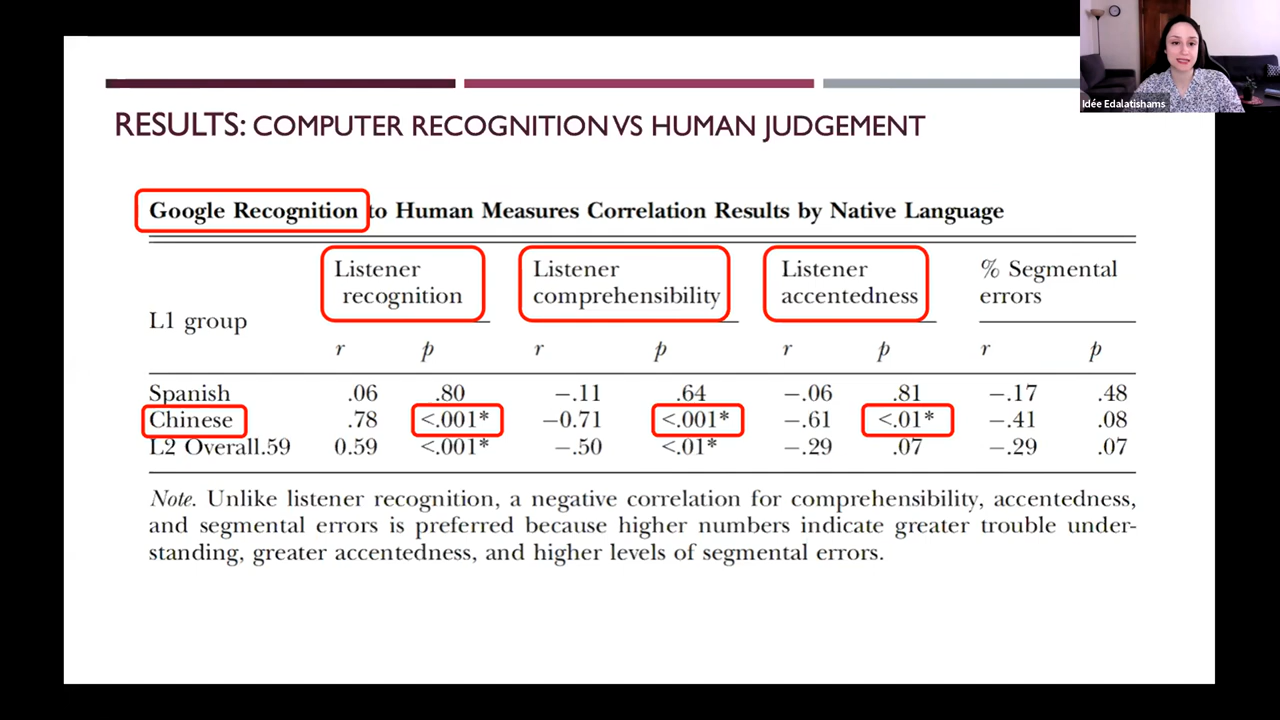 Idée Edalatishams
RESULTS: COMPUTER RECOGNITION VS HUMAN JUDGEMENT
Google Recognition to Human Measures Correlation Results by Native Language
Listener recognition Listener comprehensibility Listener accentedness % Segmental errors
L1 group
r p r p r p r p
Spanish .06 .80 −.11 .64 −.06 .81 −.17 .48
Chinese .78 <.001* −0.71 <.001* −.61 <.01* −.41 .08
L2 Overall.59 0.59 <.001* −.50 <.01* −.29 .07 −.29 .07
Note. Unlike listener recognition, a negative correlation for comprehensibility, accentedness,
and segmental errors is preferred because higher numbers indicate greater trouble under-
standing, greater accentedness, and higher levels of segmental errors.